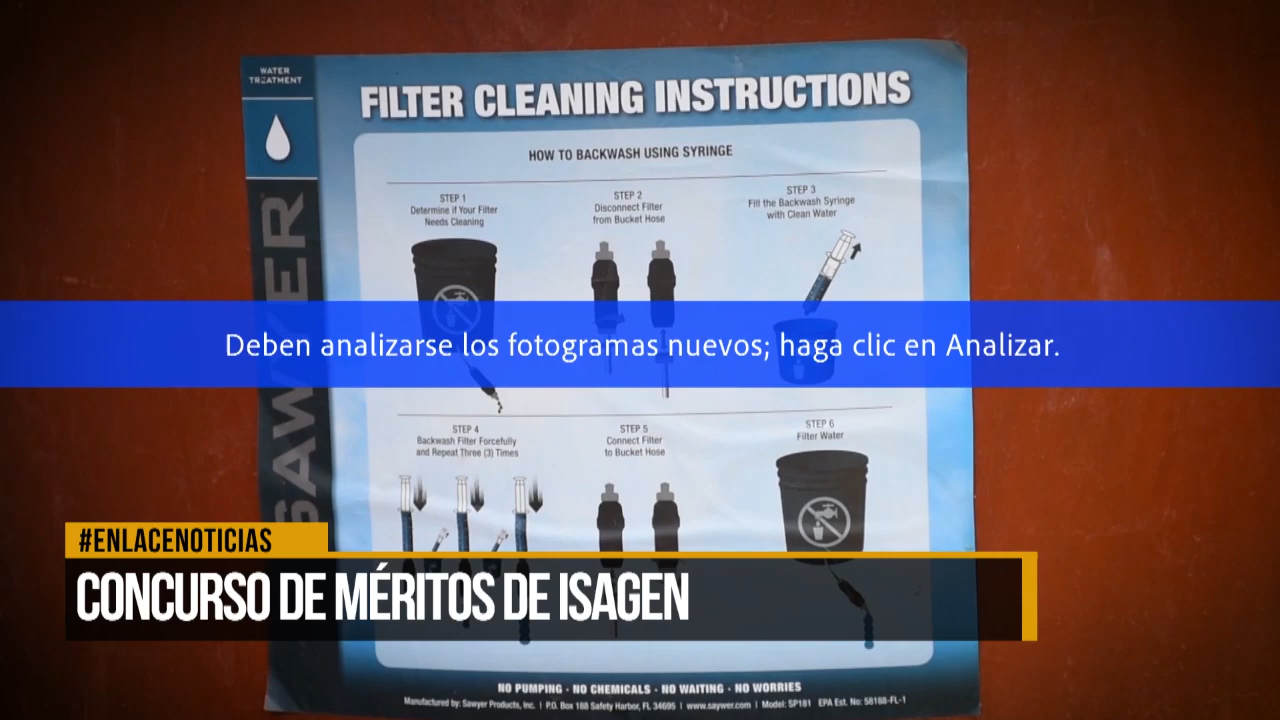 WATER
TREATMENT
SAWYER
FILTER CLEANING INSTRUCTIONS
HOW TO BACKWASH USING SYRINGE
STEP 1
Determine if Your Filter
Needs Cleaning
STEP 2
Disconnect Filter
from Bucket Hose
STEP 3
Fill the Backwash Syringe
with Clean Water
Deben analizarse los fotogramas nuevos; haga clic en Analizar.
STEP 4
Backwash Filter Forcefully
and Repeat Three (3) Times
STEP 5
Connect Filter
to Bucket Hose
STEP 6
Filter Water
#ENLACENOTICIAS
CONCURSO DE MÉRITOS DE ISAGEN
NO PUMPING - NO CHEMICALS - NO WAITING - NO WORRIES
Manufactured by: Sawyer Products, Inc. | P.O. Box 188 Safety Harbor, FL 34695 | www.saywer.com | Model: SP181 EPA Est. No: 58188-FL-1